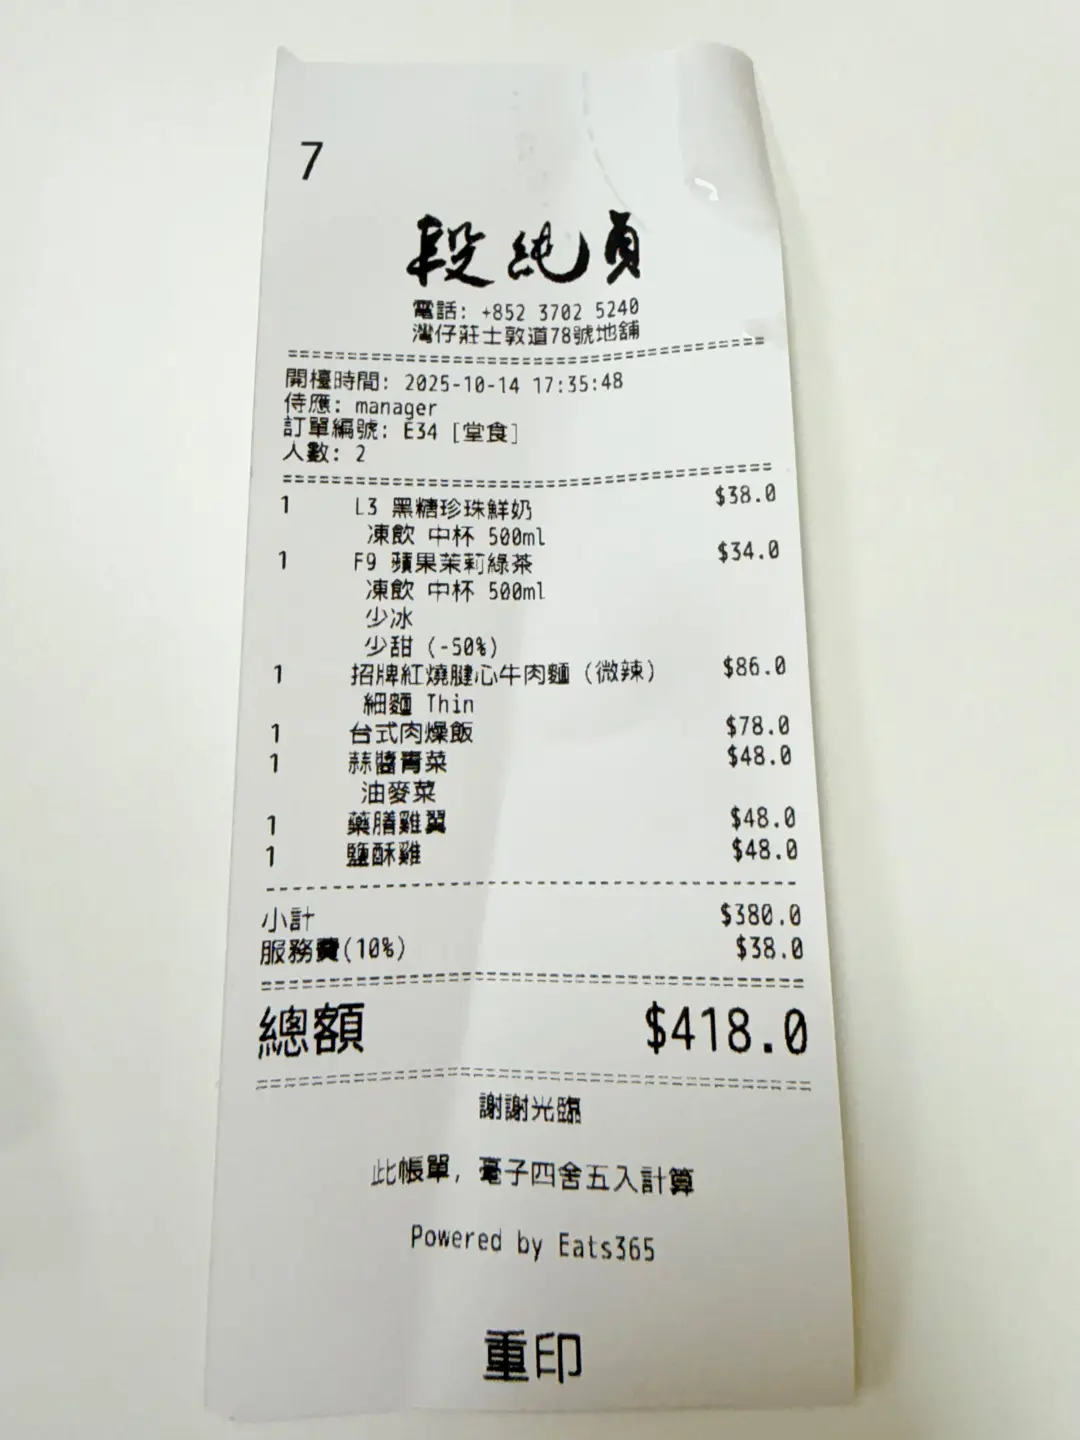 7
段純貞
電話: +852 3702 5240
灣仔莊士敦道78號地舖
開檯時間: 2025-10-14 17:35:48
侍應: manager
訂單編號: E34 [堂食]
人數: 2
1 L3 黑糖珍珠鮮奶 $38.0
凍飲 中杯 500ml
1 F9 蘋果茉莉綠茶 $34.0
凍飲 中杯 500ml
少冰
少甜 (-50%)
1 招牌紅燒腱心牛肉麵 (微辣) $86.0
細麵 Thin
1 台式肉燥飯 $78.0
1 蒜醬青菜 $48.0
油麥菜
1 藥膳雞翼 $48.0
1 鹽酥雞 $48.0
小計 $380.0
服務費(10%) $38.0
總額 $418.0
謝謝光臨
此帳單, 毫子四舍五入計算
Powered by Eats365
重印